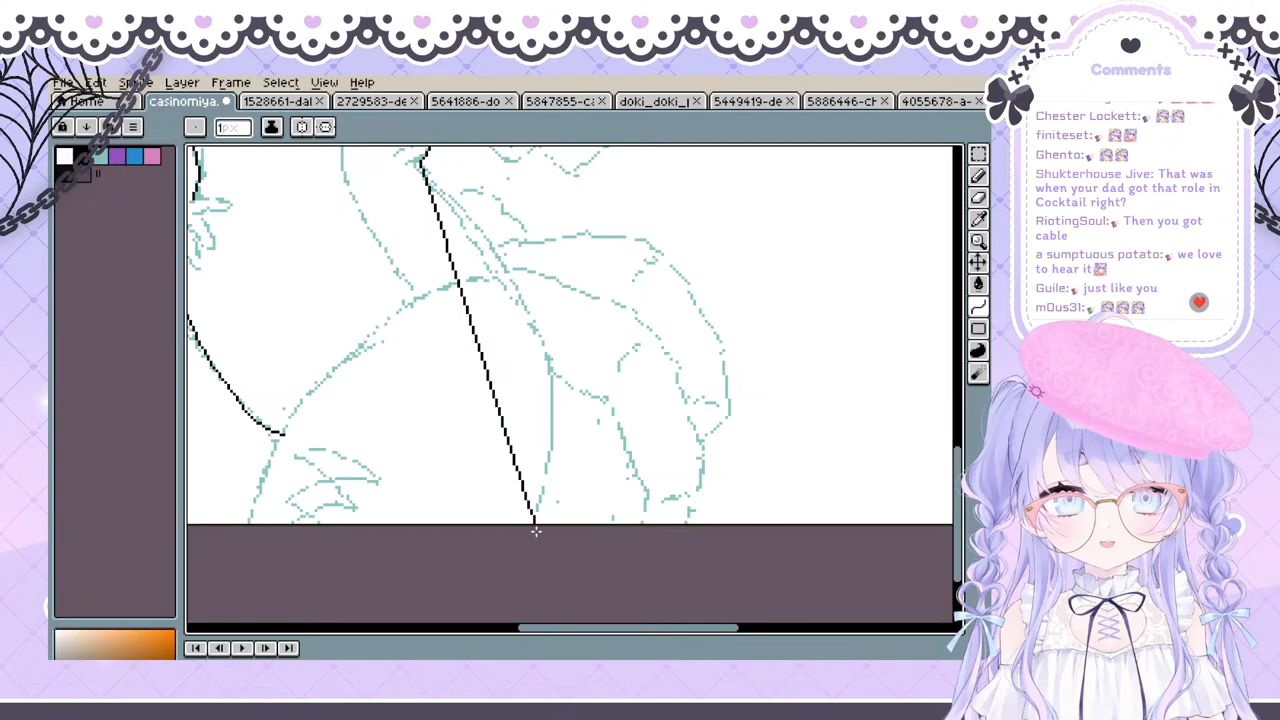 Comments
File Edit Sprite Layer Frame Select View Help
Home casinomiya. 1528661-dal 2729583-de 5641886-do 5847855-ca doki_doki_ 5449419-de 5886446-ch 4055678-a-
Chester Lockett:
finiteset:
Ghento:
Shukterhouse Jive: That was
when your dad got that role in
Cocktail right?
RiotingSoul: Then you got
cable
a sumptuous potato: we love
to hear it
Guile: just like you
m0us31: